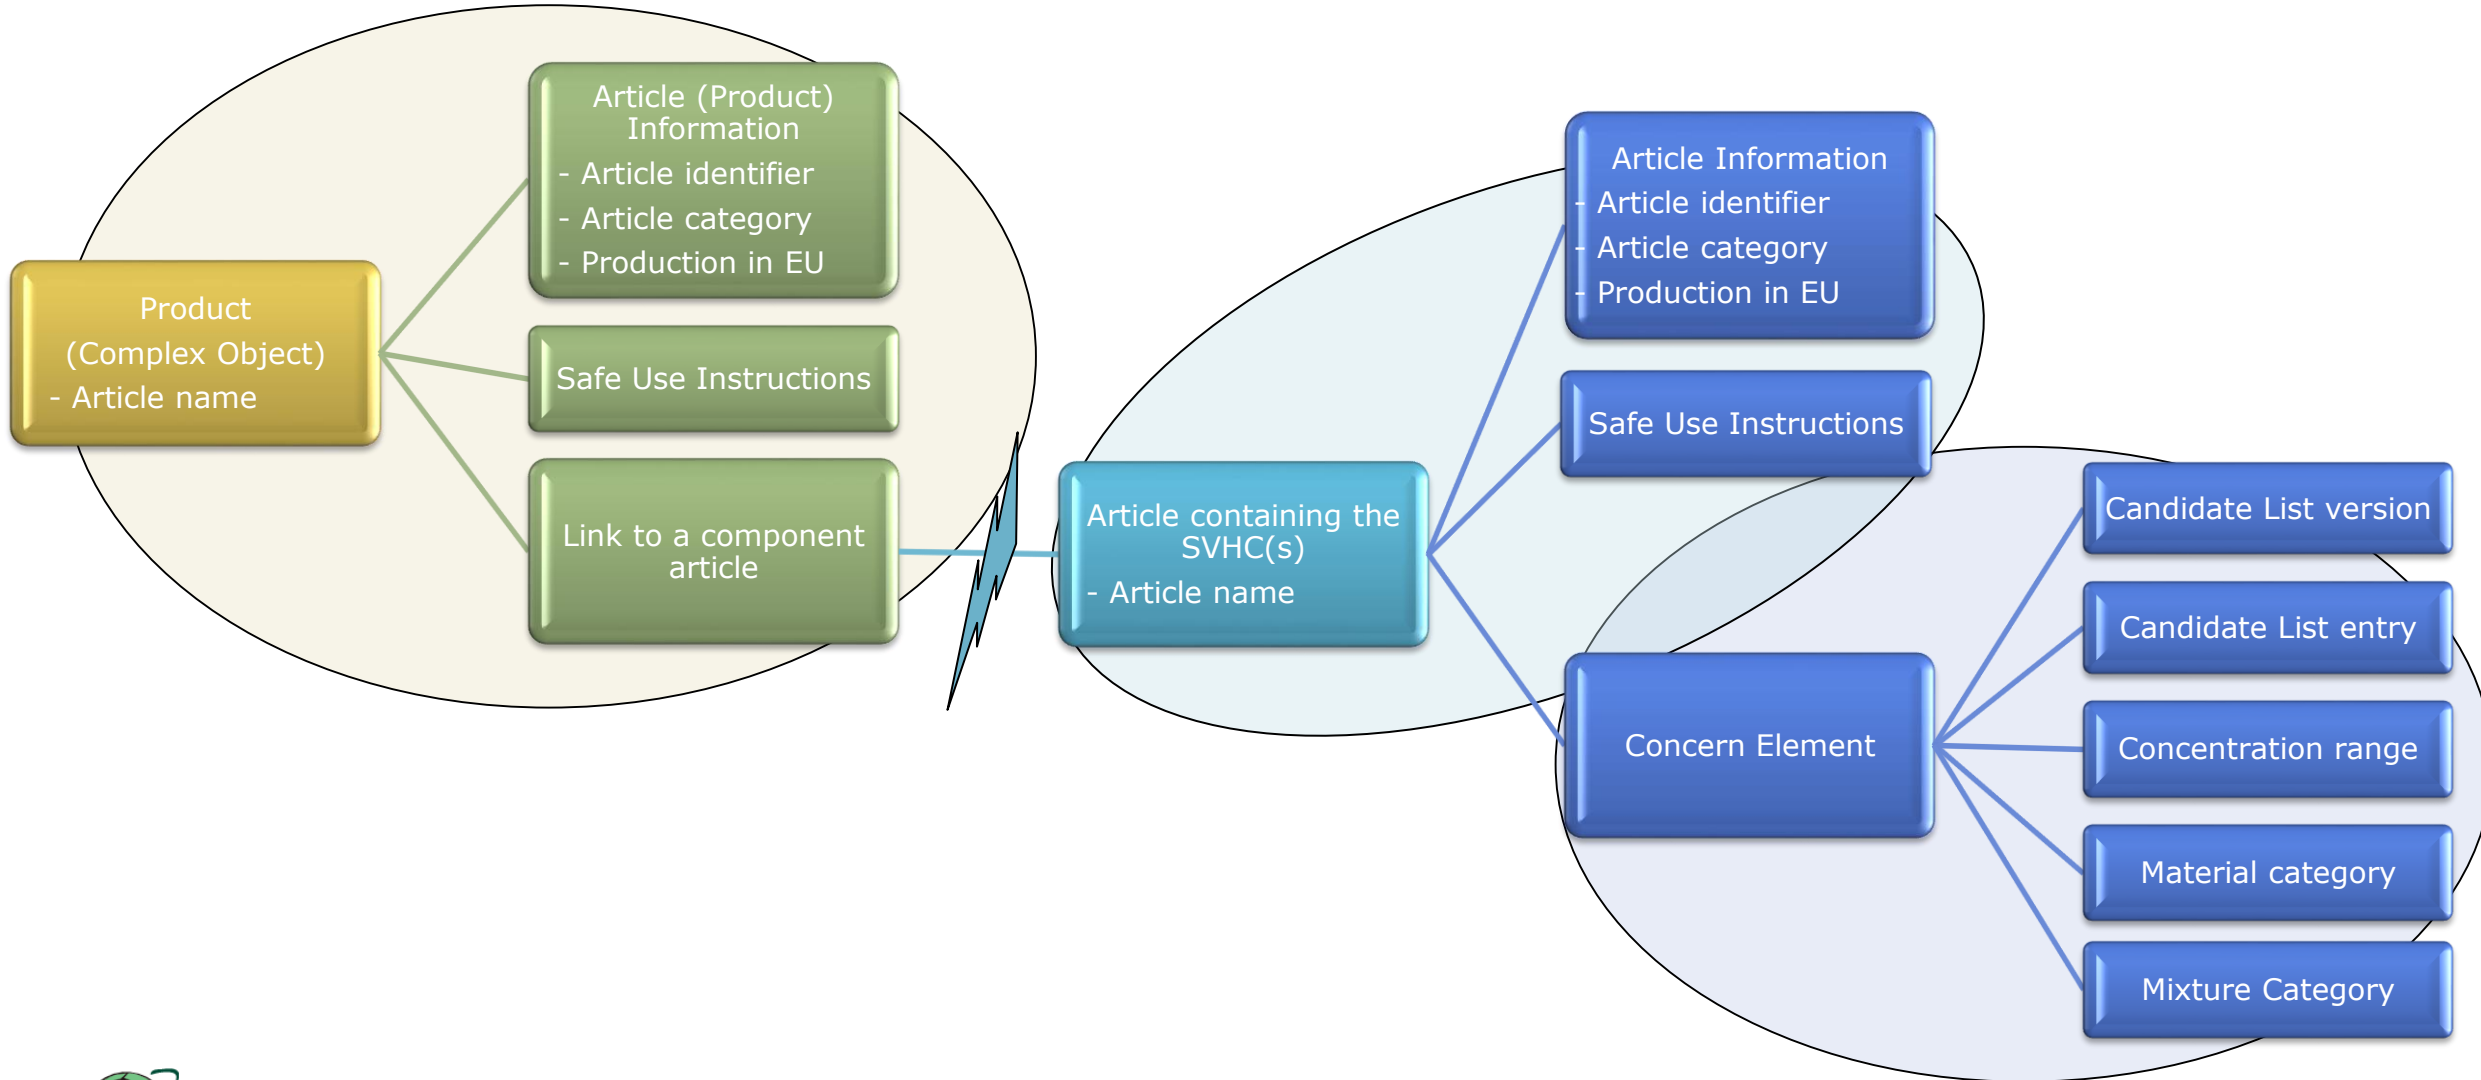 Product
(Complex Object)
- Article name
Article (Product)
Information
- Article identifier
- Article category
- Production in EU
Safe Use Instructions
Link to a component
article
Article containing the
SVHC(s)
- Article name
Article Information
- Article identifier
- Article category
- Production in EU
Safe Use Instructions
Concern Element
Candidate List version
Candidate List entry
Concentration range
Material category
Mixture Category